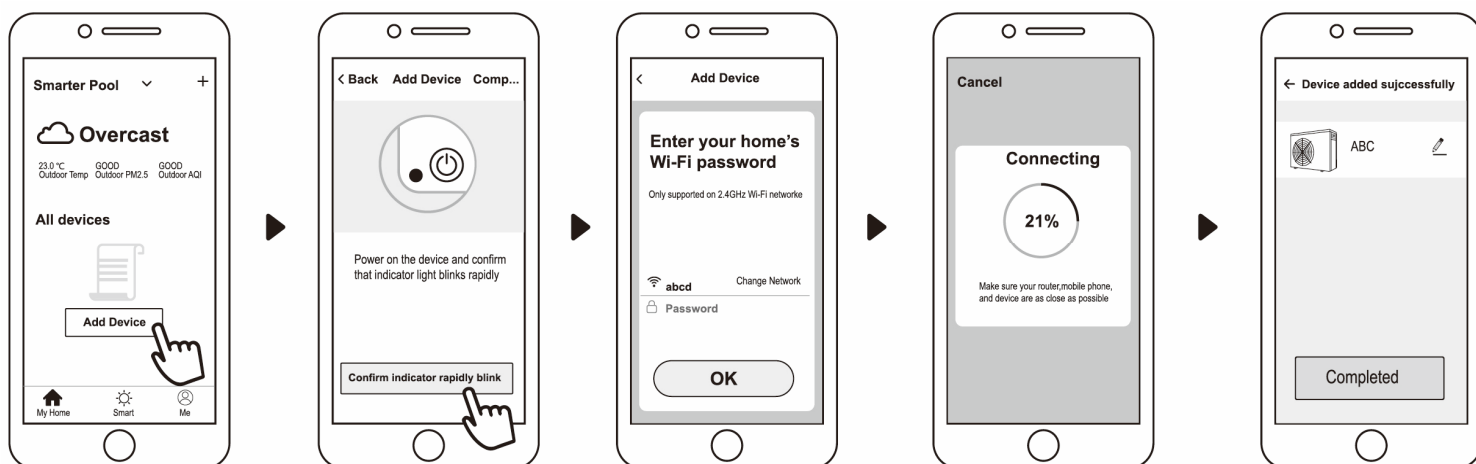 Smarter Pool +
Overcast
23.0 ℃ GOOD GOOD
Outdoor Temp Outdoor PM2.5 Outdoor AQI
All devices
Add Device
My Home Smart Me
< Back Add Device Comp...
Power on the device and confirm
that indicator light blinks rapidly
Confirm indicator rapidly blink
< Add Device
Enter your home's
Wi-Fi password
Only supported on 2.4GHz Wi-Fi networke
abcd Change Network
Password
OK
Cancel
Connecting
21%
Make sure your router,mobile phone,
and device are as close as possible
← Device added sujccessfully
ABC
Completed